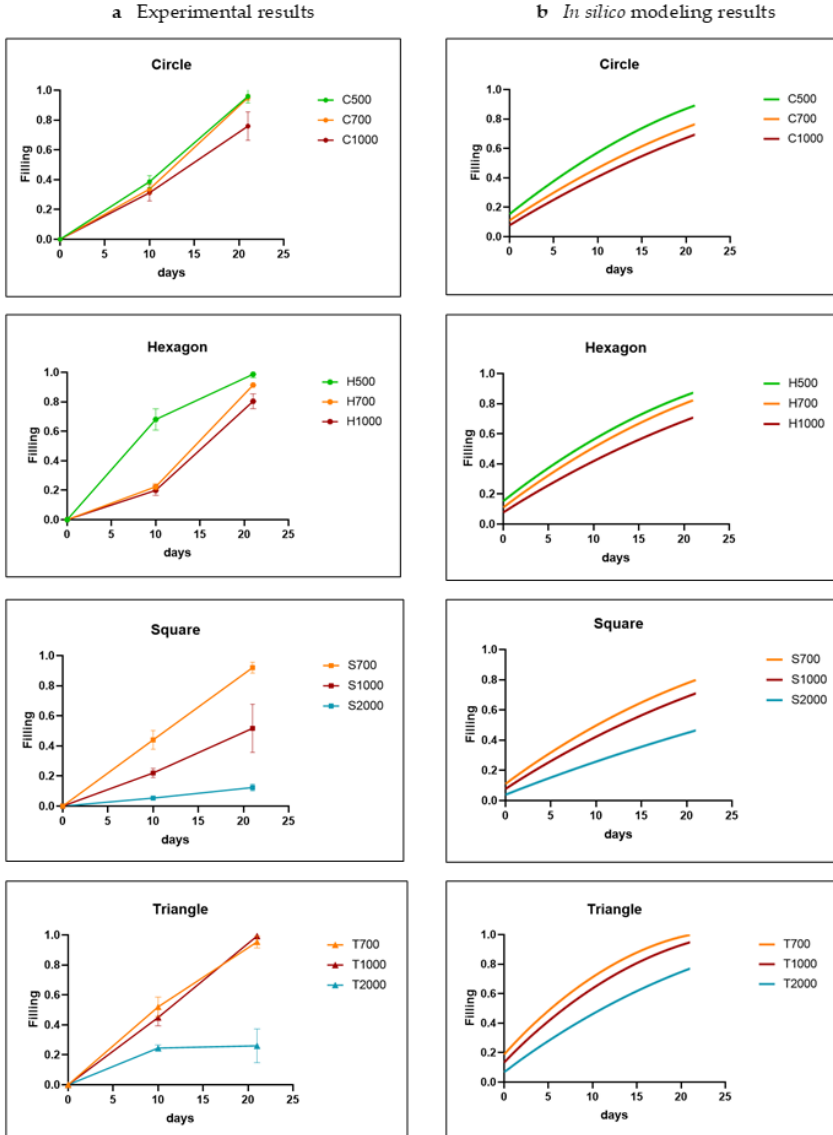 a Experimental results
b In silico modeling results
Circle
Filling
1.0
0.8
0.6
0.4
0.2
0.0
0 5 10 15 20 25
days
C500
C700
C1000
Circle
Filling
1.0
0.8
0.6
0.4
0.2
0.0
0 5 10 15 20 25
days
C500
C700
C1000
Hexagon
Filling
1.0
0.8
0.6
0.4
0.2
0.0
0 5 10 15 20 25
days
H500
H700
H1000
Hexagon
Filling
1.0
0.8
0.6
0.4
0.2
0.0
0 5 10 15 20 25
days
H500
H700
H1000
Square
Filling
1.0
0.8
0.6
0.4
0.2
0.0
0 5 10 15 20 25
days
S700
S1000
S2000
Square
Filling
1.0
0.8
0.6
0.4
0.2
0.0
0 5 10 15 20 25
days
S700
S1000
S2000
Triangle
Filling
1.0
0.8
0.6
0.4
0.2
0.0
0 5 10 15 20 25
days
T700
T1000
T2000
Triangle
Filling
1.0
0.8
0.6
0.4
0.2
0.0
0 5 10 15 20 25
days
T700
T1000
T2000